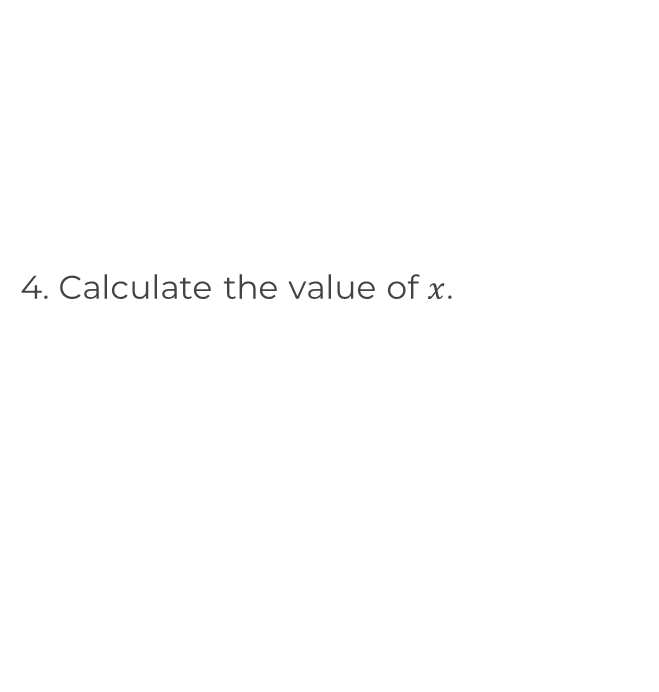 4. Calculate the value of x.